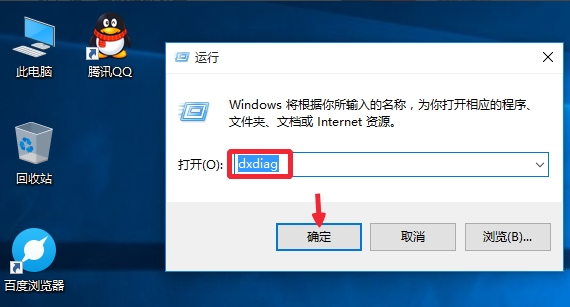 此电脑
腾讯QQ
回收站
百度浏览器
运行
Windows 将根据你所输入的名称，为你打开相应的程序、
文件夹、文档或 Internet 资源。
打开(O):
dxdiag
确定
取消
浏览(B)...